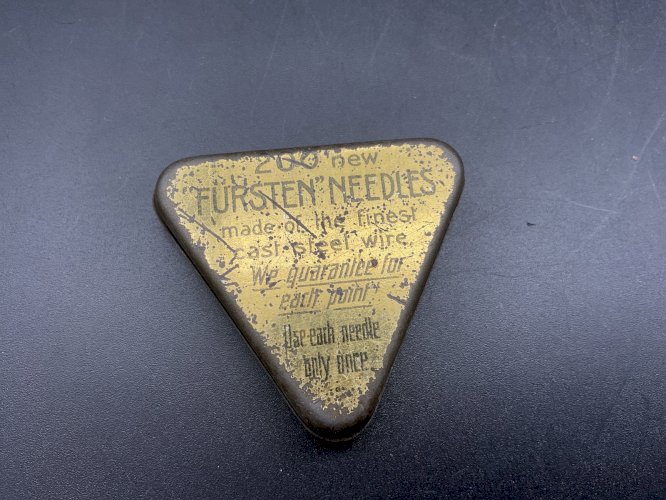 200 new
"FÜRSTEN" NEEDLES
made of the finest
cast-steel wire
We guarantee for
each point
Use each needle
only once